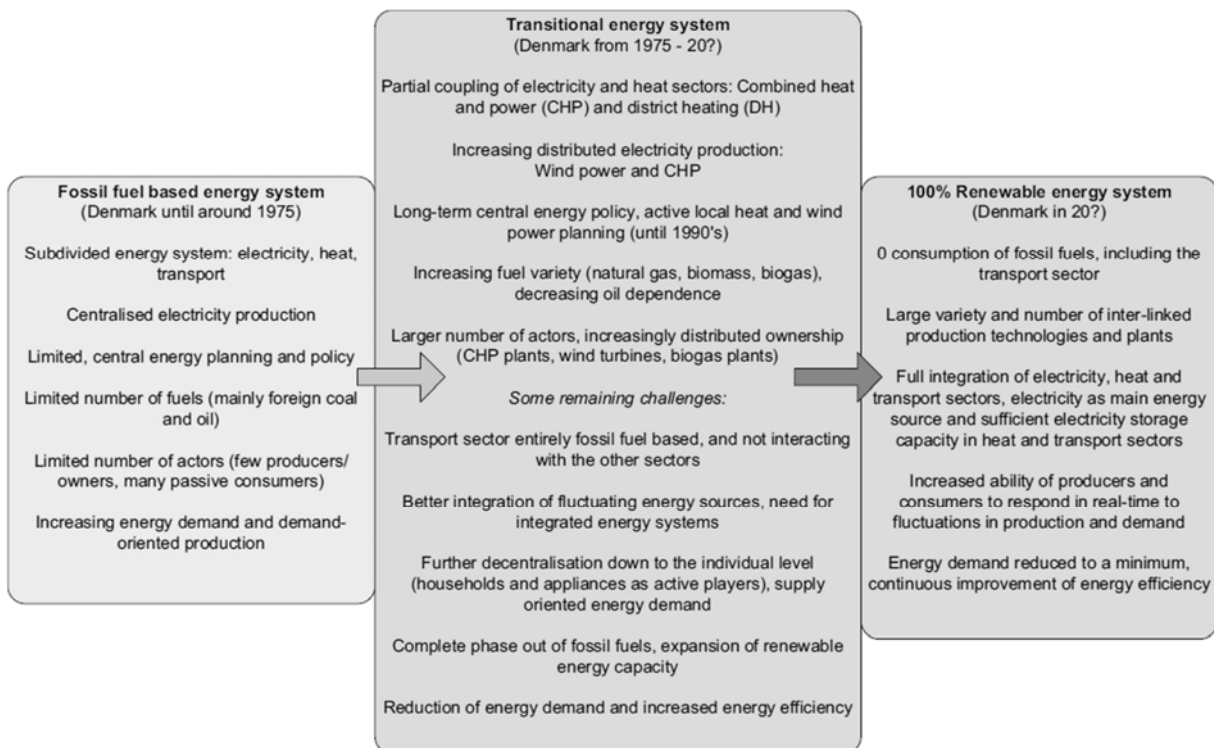 Fossil fuel based energy system
(Denmark until around 1975)
Subdivided energy system: electricity, heat,
transport
Centralised electricity production
Limited, central energy planning and policy
Limited number of fuels (mainly foreign coal
and oil)
Limited number of actors (few producers/
owners, many passive consumers)
Increasing energy demand and demand-
oriented production
Transitional energy system
(Denmark from 1975 - 20?)
Partial coupling of electricity and heat sectors: Combined
heat and power (CHP) and district heating (DH)
Increasing distributed electricity production:
Wind power and CHP
Long-term central energy policy, active local heat and wind
power planning (until 1990's)
Increasing fuel variety (natural gas, biomass, biogas),
decreasing oil dependence
Larger number of actors, increasingly distributed ownership
(CHP plants, wind turbines, biogas plants)
Some remaining challenges:
Transport sector entirely fossil fuel based, and not interacting
with the other sectors
Better integration of fluctuating energy sources, need for
integrated energy systems
Further decentralisation down to the individual level
(households and appliances as active players), supply
oriented energy demand
Complete phase out of fossil fuels, expansion of renewable
energy capacity
Reduction of energy demand and increased energy efficiency
100% Renewable energy system
(Denmark in 20?)
0 consumption of fossil fuels, including the
transport sector
Large variety and number of inter-linked
production technologies and plants
Full integration of electricity, heat and
transport sectors, electricity as main energy
source and sufficient electricity storage
capacity in heat and transport sectors
Increased ability of producers and
consumers to respond in real-time to
fluctuations in production and demand
Energy demand reduced to a minimum,
continuous improvement of energy efficiency